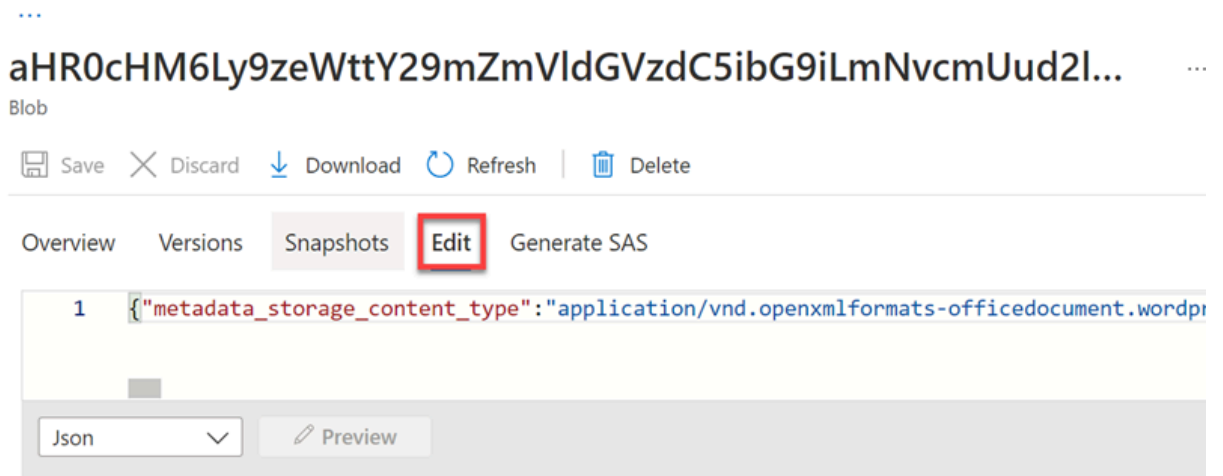 ...
aHR0cHM6Ly9zeWttY29mZmVldGVzdC5ibG9iLmNvcmUud2l... ...
Blob
Save Discard Download Refresh Delete
Overview Versions Snapshots Edit Generate SAS
1 {"metadata_storage_content_type":"application/vnd.openxmlformats-officedocument.wordpr
Json Preview